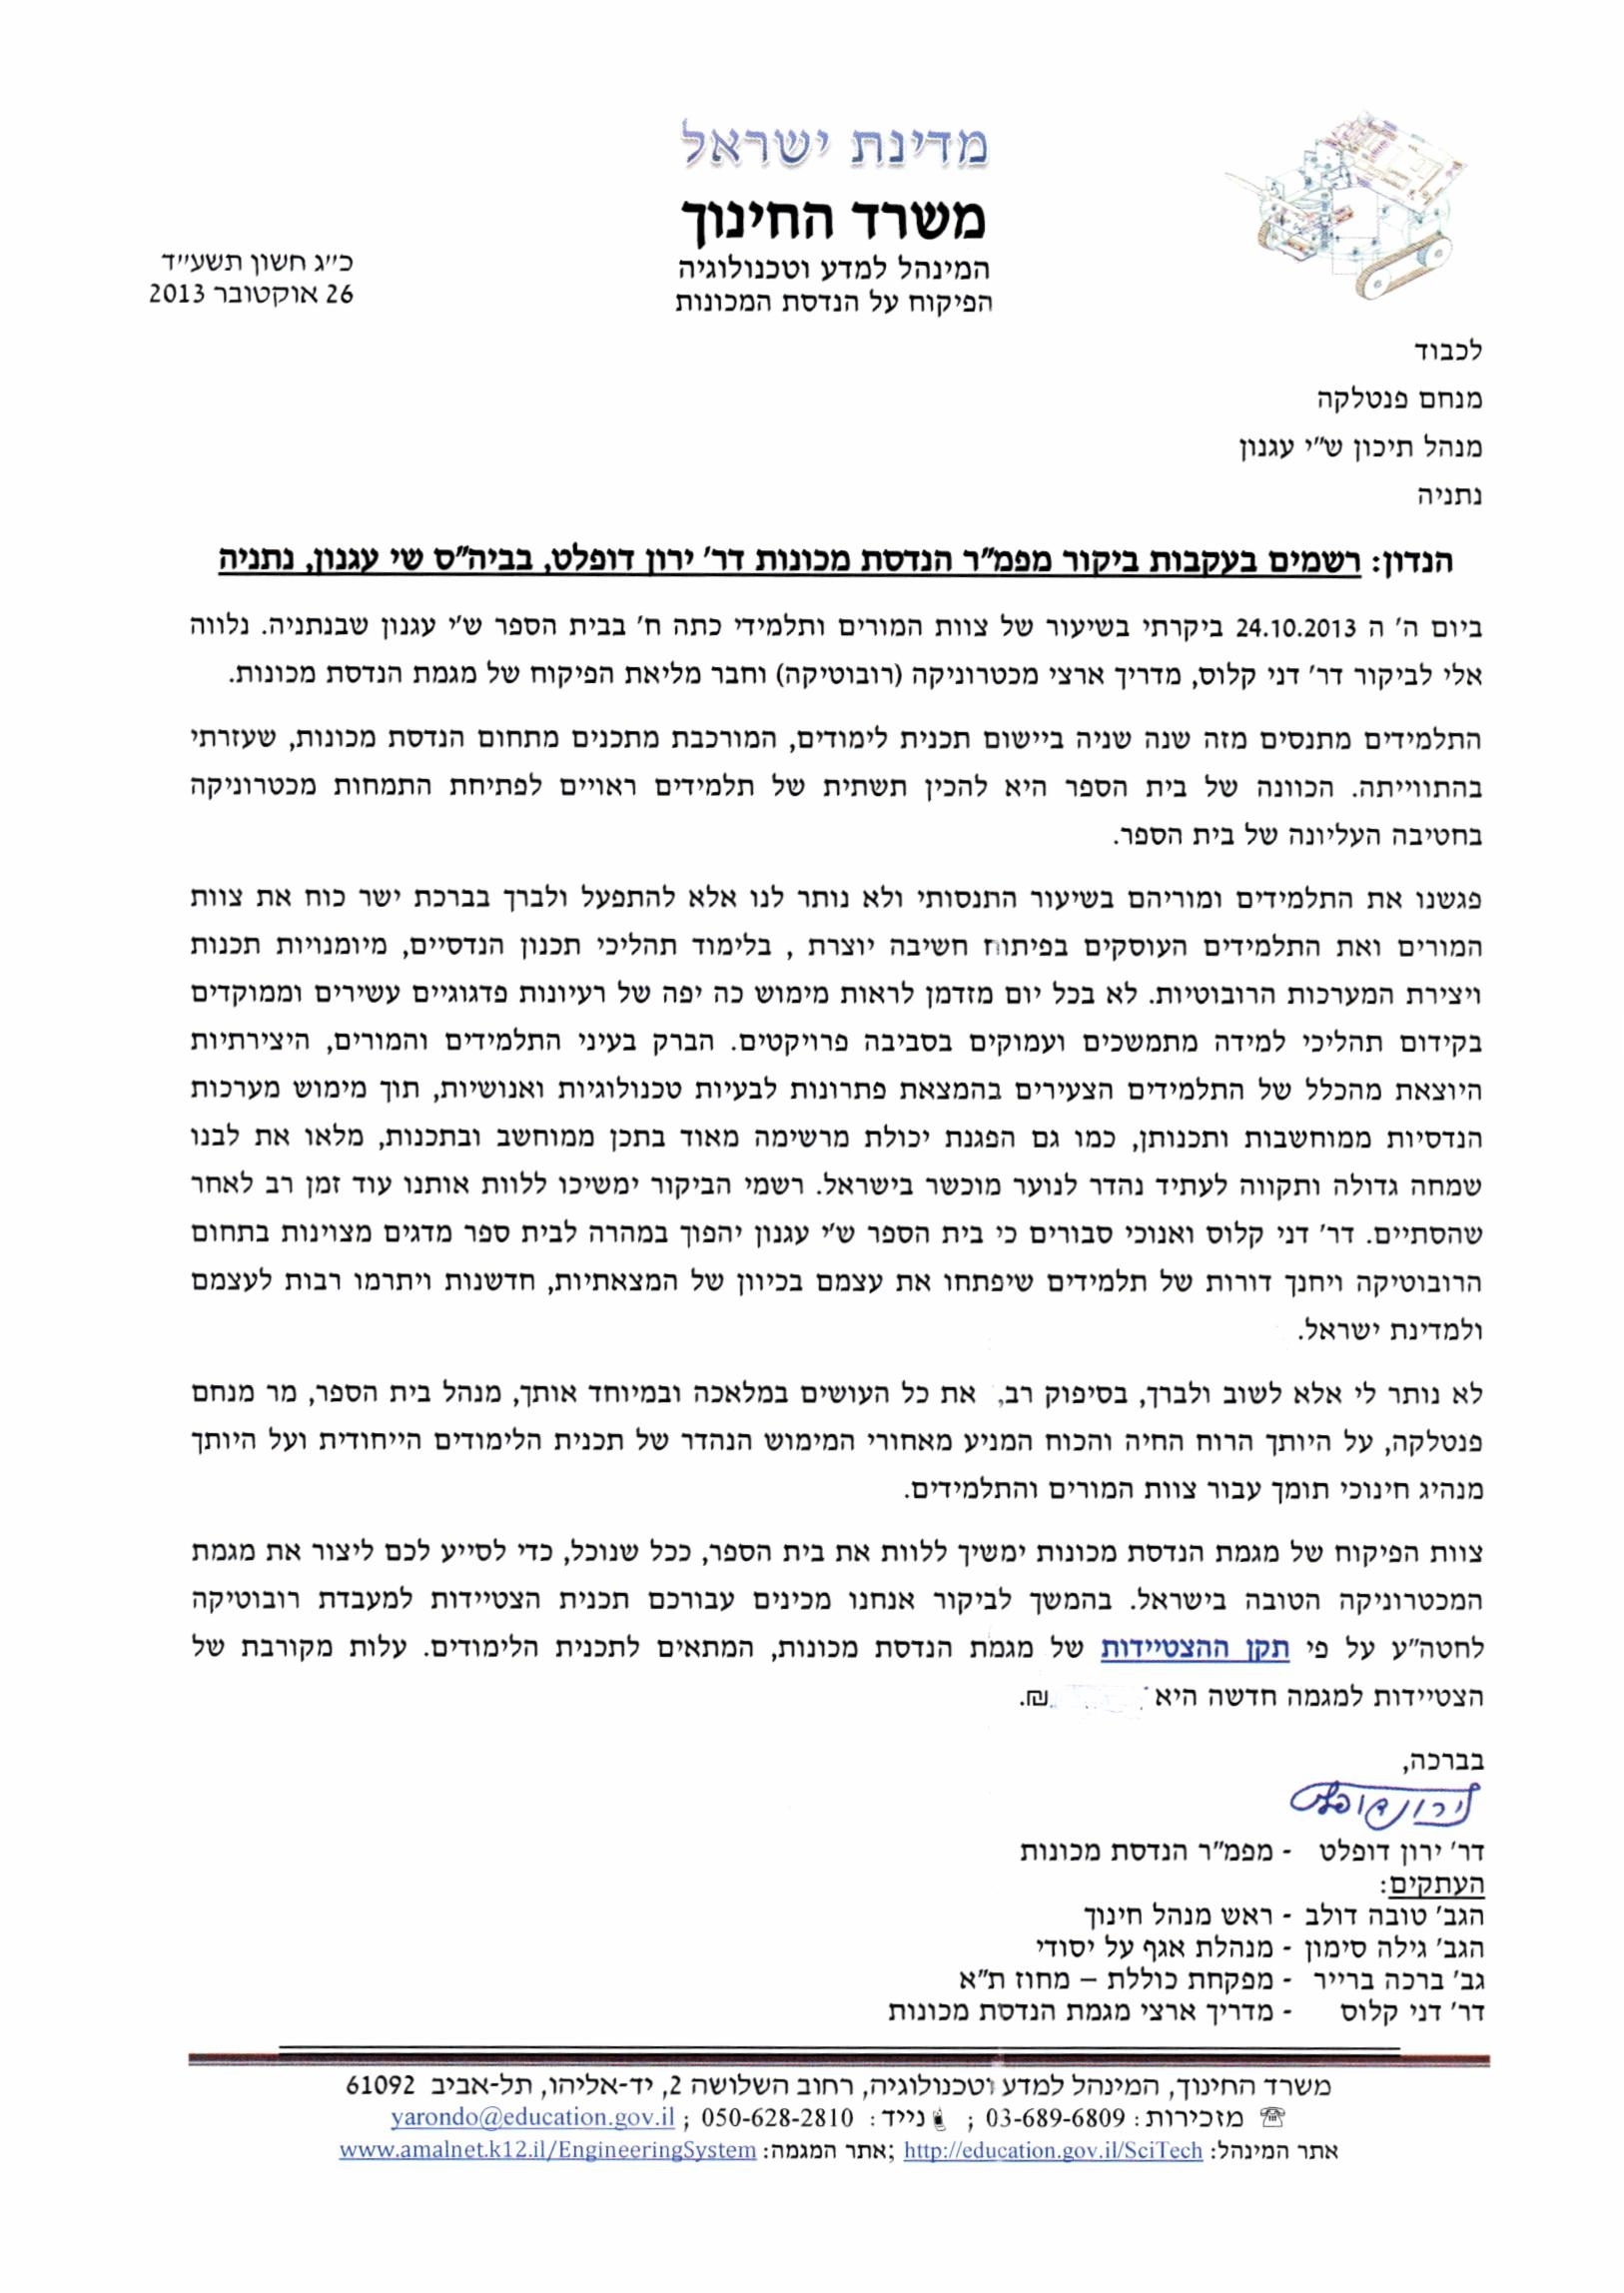 מדינת ישראל
משרד החינוך
המינהל למדע וטכנולוגיה
הפיקוח על הנדסת המכונות
כ״ג חשון תשע״ד
26 אוקטובר 2013
לכבוד
מנחם פנטלקה
מנהל תיכון ש״י עגנון
נתניה
הנדון: רשמים בעקבות ביקור מפמ״ר הנדסת מכונות דר׳ ירון דופלט, בביה״ס שי עגנון, נתניה
ביום ה׳ ה 24.10.2013 ביקרתי בשיעור של צוות המורים ותלמידי כתה ח׳ בבית הספר ש׳י עגנון שבנתניה. נלווה
אלי לביקור דר׳ דני קלוס, מדריך ארצי מכטרוניקה (רובוטיקה) וחבר מליאת הפיקוח של מגמת הנדסת מכונות.
התלמידים מתנסים מזה שנה שניה ביישום תכנית לימודים, המורכבת מתכנים מתחום הנדסת מכונות, שעזרתי
בהתווייתה. הכוונה של בית הספר היא להכין תשתית של תלמידים ראויים לפתיחת התמחות מכטרוניקה
בחטיבה העליונה של בית הספר.
פגשנו את התלמידים ומוריהם בשיעור התנסותי ולא נותר לנו אלא להתפעל ולברך בברכת ישר כוח את צוות
המורים ואת התלמידים העוסקים בפיתוח חשיבה יוצרת , בלימוד תהליכי תכנון הנדסיים, מיומנויות תכנות
ויצירת המערכות הרובוטיות. לא בכל יום מזדמן לראות מימוש כה יפה של רעיונות פדגוגיים עשירים וממוקדים
בקידום תהליכי למידה מתמשכים ועמוקים בסביבה פרויקטים. הברק בעיני התלמידים והמורים, היצירתיות
היוצאת מהכלל של התלמידים הצעירים בהמצאת פתרונות לבעיות טכנולוגיות ואנושיות, תוך מימוש מערכות
הנדסיות ממוחשבות ותכנותן, כמו גם הפגנת יכולת מרשימה מאוד בתכן ממוחשב ובתכנות, מלאו את לבנו
שמחה גדולה ותקווה לעתיד נהדר לנוער מוכשר בישראל. רשמי הביקור ימשיכו ללוות אותנו עוד זמן רב לאחר
שהסתיים. דר׳ דני קלוס ואנוכי סבורים כי בית הספר ש׳י עגנון יהפוך במהרה לבית ספר מדגים מצוינות בתחום
הרובוטיקה ויחנך דורות של תלמידים שיפתחו את עצמם בכיוון של המצאתיות, חדשנות ויתרמו רבות לעצמם
ולמדינת ישראל.
לא נותר לי אלא לשוב ולברך, בסיפוק רב, את כל העושים במלאכה ובמיוחד אותך, מנהל בית הספר, מר מנחם
פנטלקה, על היותך הרוח החיה והכוח המניע מאחורי המימוש הנהדר של תכנית הלימודים הייחודית ועל היותך
מנהיג חינוכי תומך עבור צוות המורים והתלמידים.
צוות הפיקוח של מגמת הנדסת מכונות ימשיך ללוות את בית הספר, ככל שנוכל, כדי לסייע לכם ליצור את מגמת
המכטרוניקה הטובה בישראל. בהמשך לביקור אנחנו מכינים עבורכם תכנית הצטיידות למעבדת רובוטיקה
לחטה״ע על פי תקן ההצטיידות של מגמת הנדסת מכונות, המתאים לתכנית הלימודים. עלות מקורבת של
הצטיידות למגמה חדשה היא ₪.
בברכה,
ירון דופלט
דר׳ ירון דופלט - מפמ״ר הנדסת מכונות
העתקים:
הגב׳ טובה דולב - ראש מנהל חינוך
הגב׳ גילה סימון - מנהלת אגף על יסודי
גב׳ ברכה ברייר - מפקחת כוללת – מחוז ת״א
דר׳ דני קלוס - מדריך ארצי מגמת הנדסת מכונות
משרד החינוך, המינהל למדע וטכנולוגיה, רחוב השלושה 2, יד-אליהו, תל-אביב 61092
☏ מזכירות : 03-689-6809 ; נייד : 050-628-2810 ; yarondo@education.gov.il
אתר המינהל: http://education.gov.il/SciTech ;אתר המגמה: www.amalnet.k12.il/EngineeringSystem